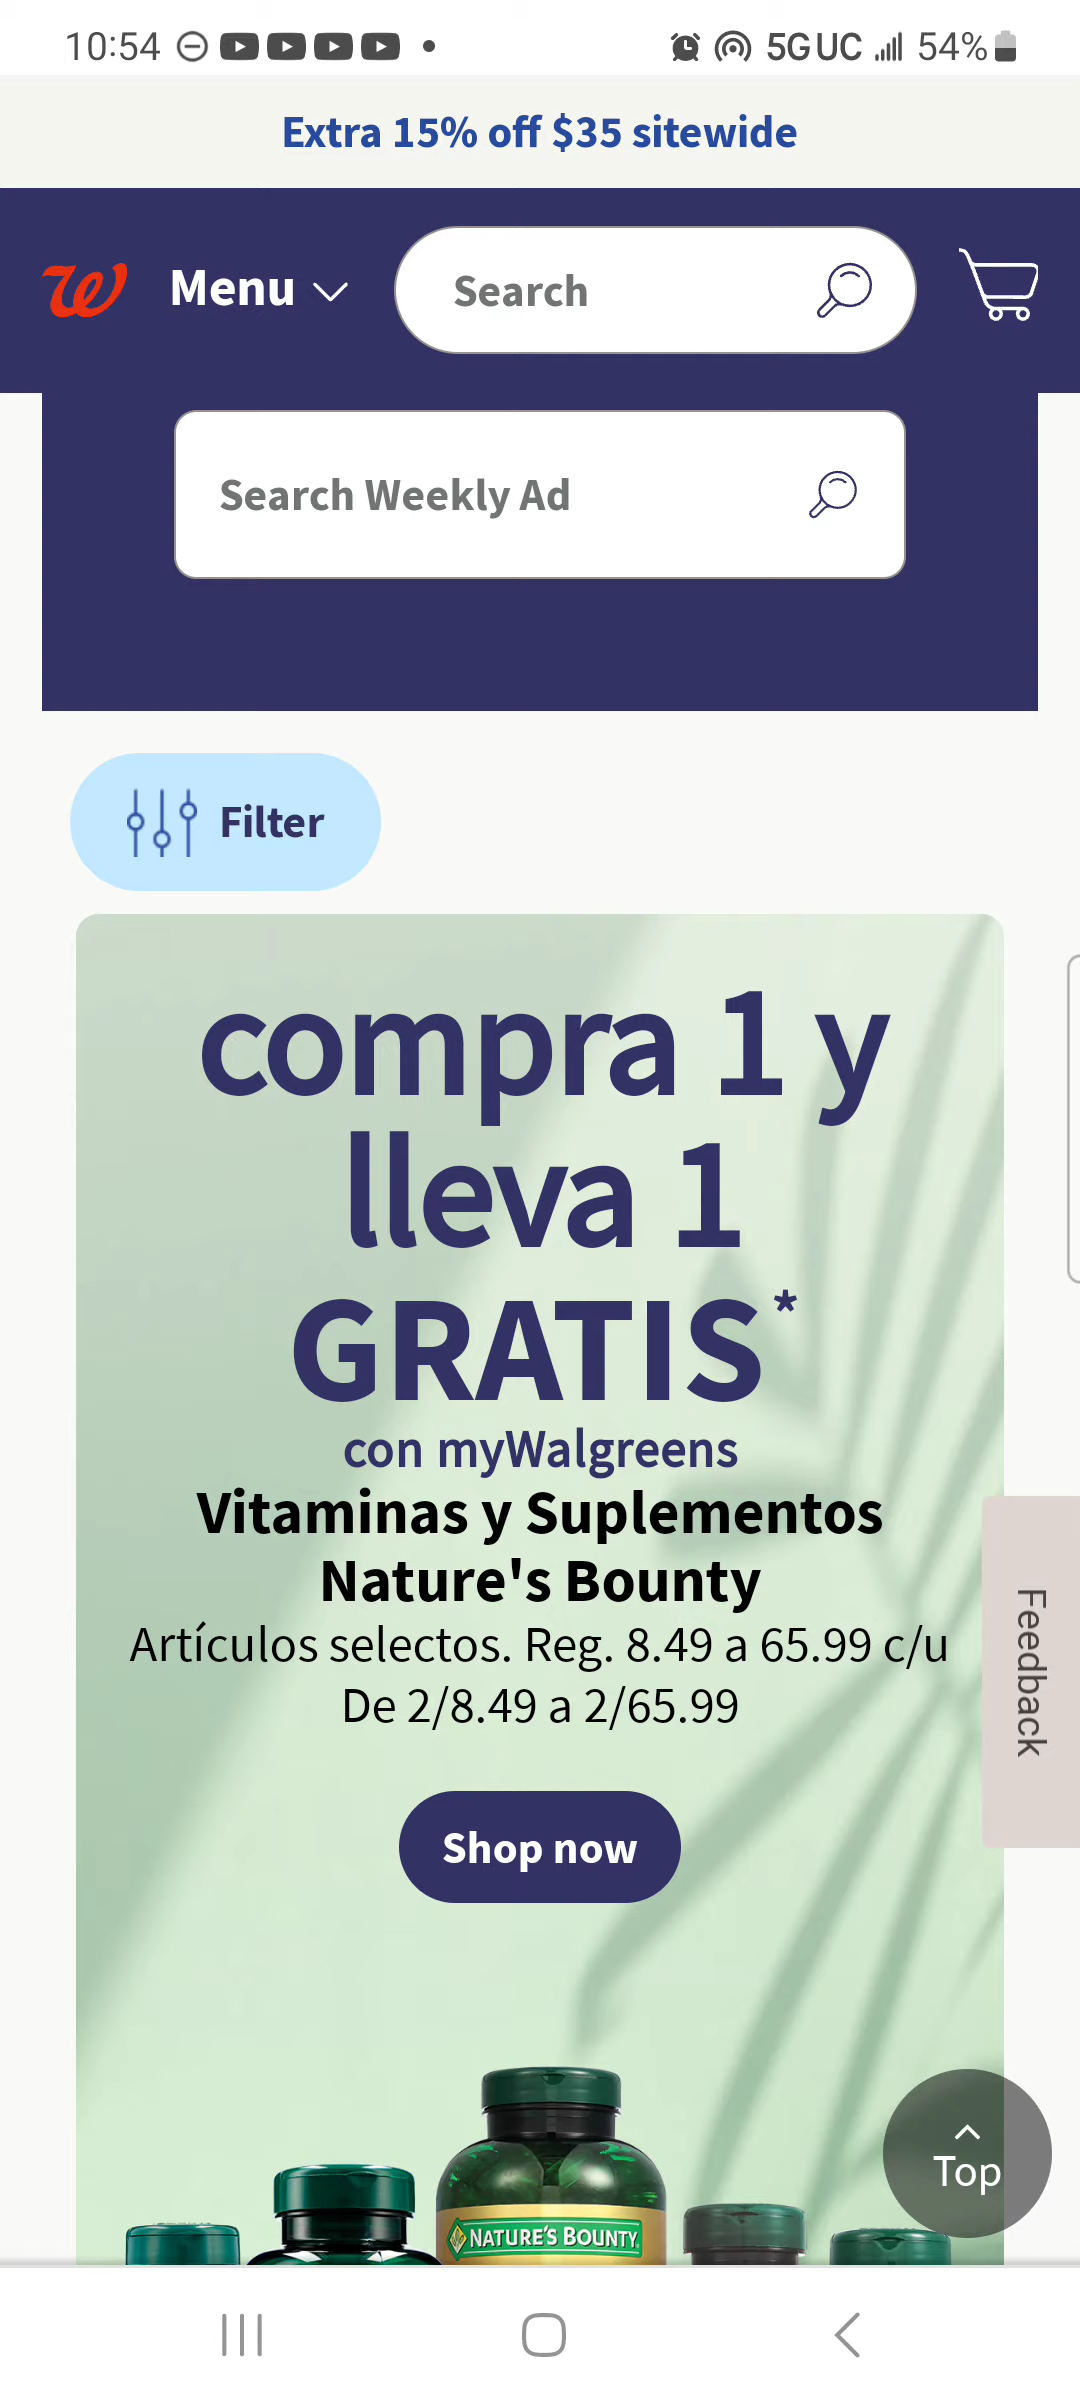 10:54 5G UC 54%
Extra 15% off $35 sitewide
W Menu Search
Search Weekly Ad
Filter
compra 1 y
lleva 1
GRATIS*
con myWalgreens
Vitaminas y Suplementos
Nature's Bounty
Artículos selectos. Reg. 8.49 a 65.99 c/u
De 2/8.49 a 2/65.99
Shop now
Feedback
Top
NATURE'S BOUNTY